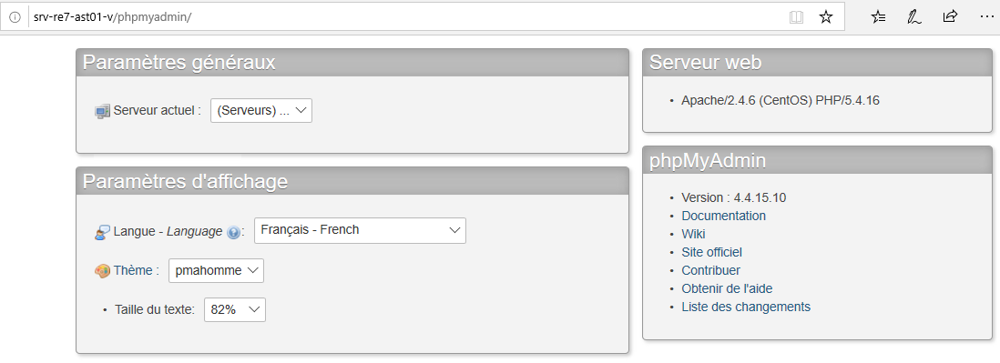 srv-re7-ast01-v/phpmyadmin/
Paramètres généraux
Serveur actuel : (Serveurs) ...
Paramètres d'affichage
Langue - Language : Français - French
Thème : pmahomme
• Taille du texte: 82%
Serveur web
• Apache/2.4.6 (CentOS) PHP/5.4.16
phpMyAdmin
• Version : 4.4.15.10
• Documentation
• Wiki
• Site officiel
• Contribuer
• Obtenir de l'aide
• Liste des changements